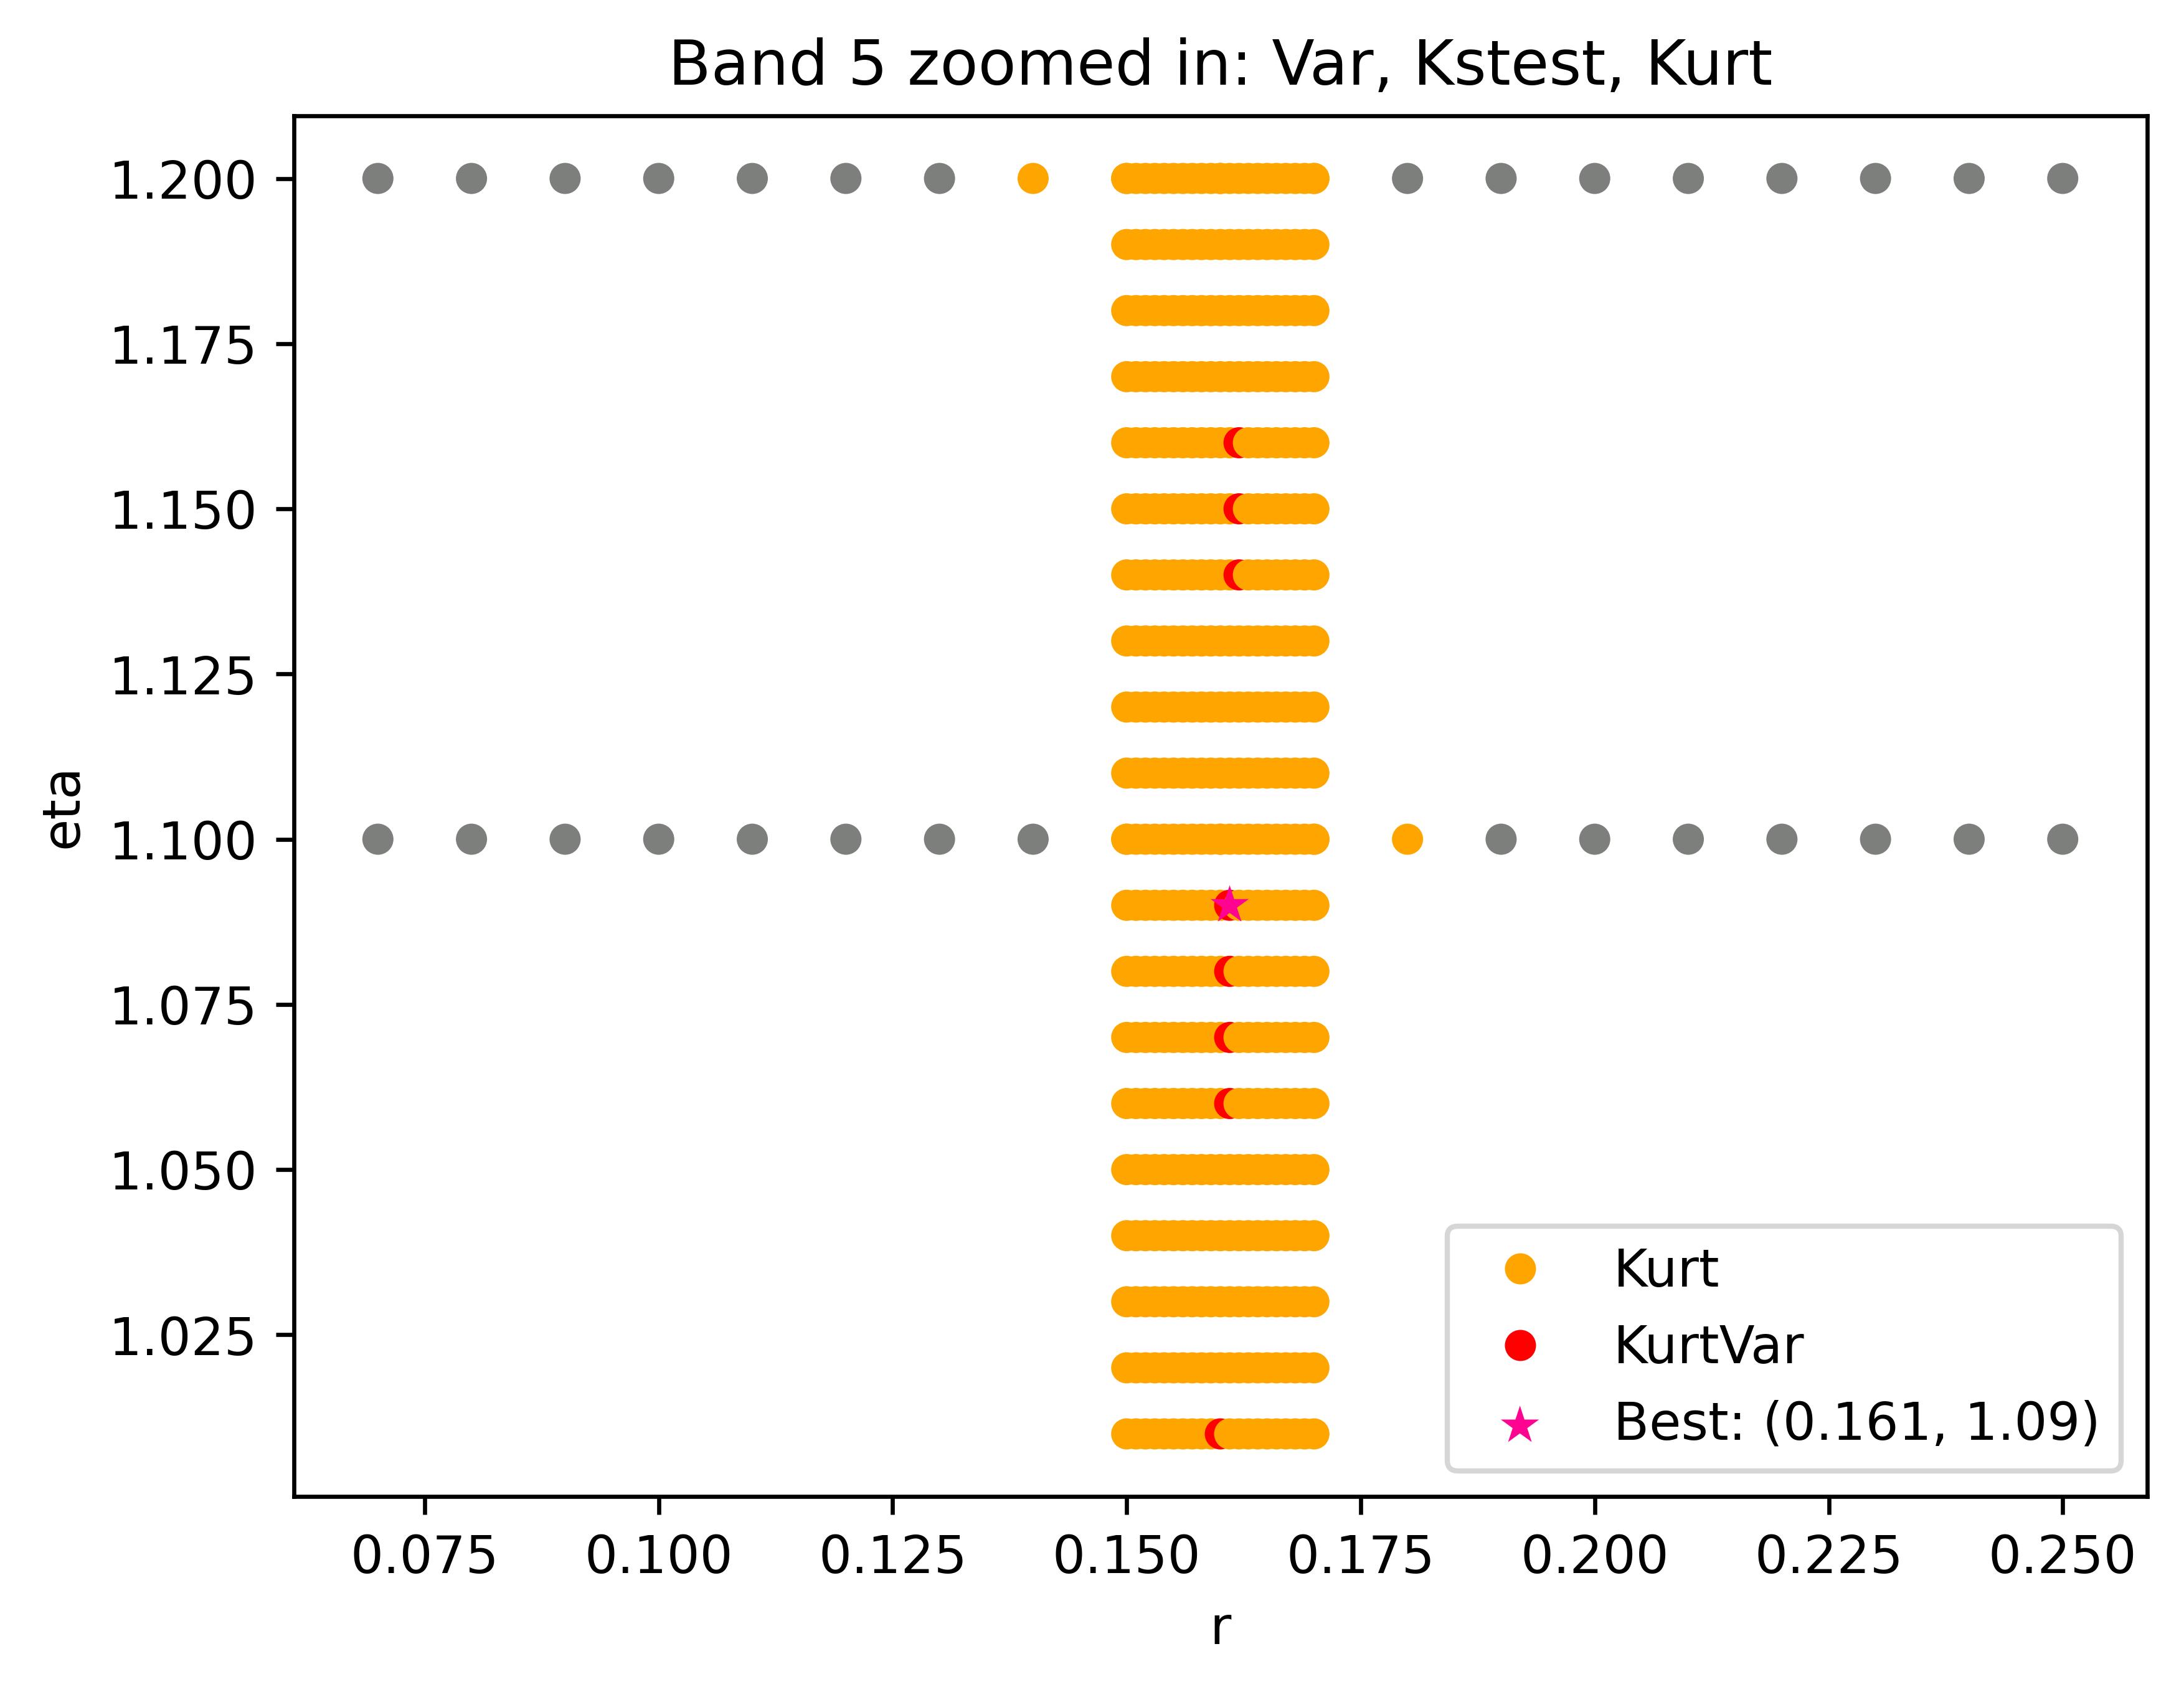 Band 5 zoomed in: Var, Kstest, Kurt
1.200
1.175
1.150
1.125
1.100
1.075
1.050
1.025
eta
Kurt
KurtVar
Best: (0.161, 1.09)
0.075 0.100 0.125 0.150 0.175 0.200 0.225 0.250
r